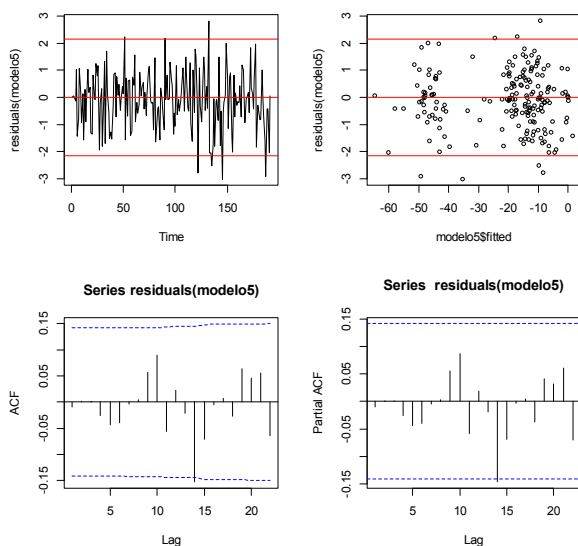 residuals(modelo5)
3
2
1
0
-1
-2
-3
0 50 100 150
Time
residuals(modelo5)
3
2
1
0
-1
-2
-3
-60 -50 -40 -30 -20 -10 0
modelo5$fitted
Series residuals(modelo5)
ACF
0.15
0.05
-0.05
-0.15
5 10 15 20
Lag
Series residuals(modelo5)
Partial ACF
0.15
0.05
-0.05
-0.15
5 10 15 20
Lag